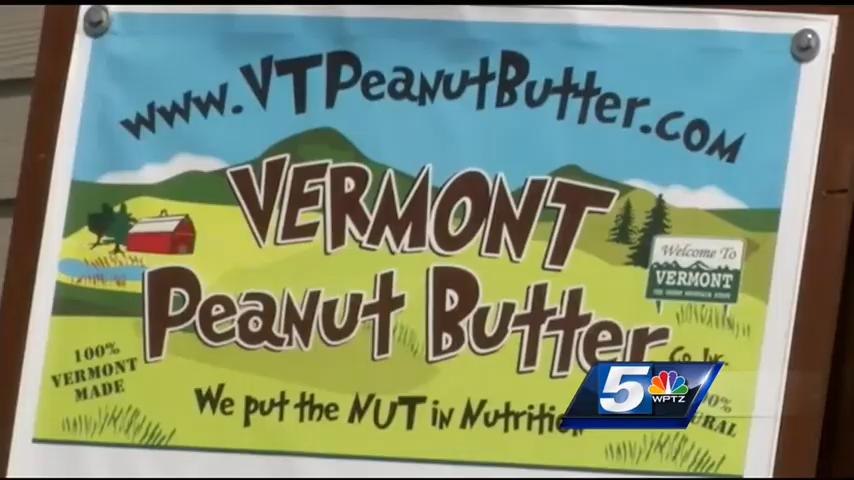 www.VTPeanutButter.com
VERMONT
Peanut Butter
Co. Inc.
Welcome To
VERMONT
100%
VERMONT
MADE
We put the NUT in Nutrition
5
WPTZ